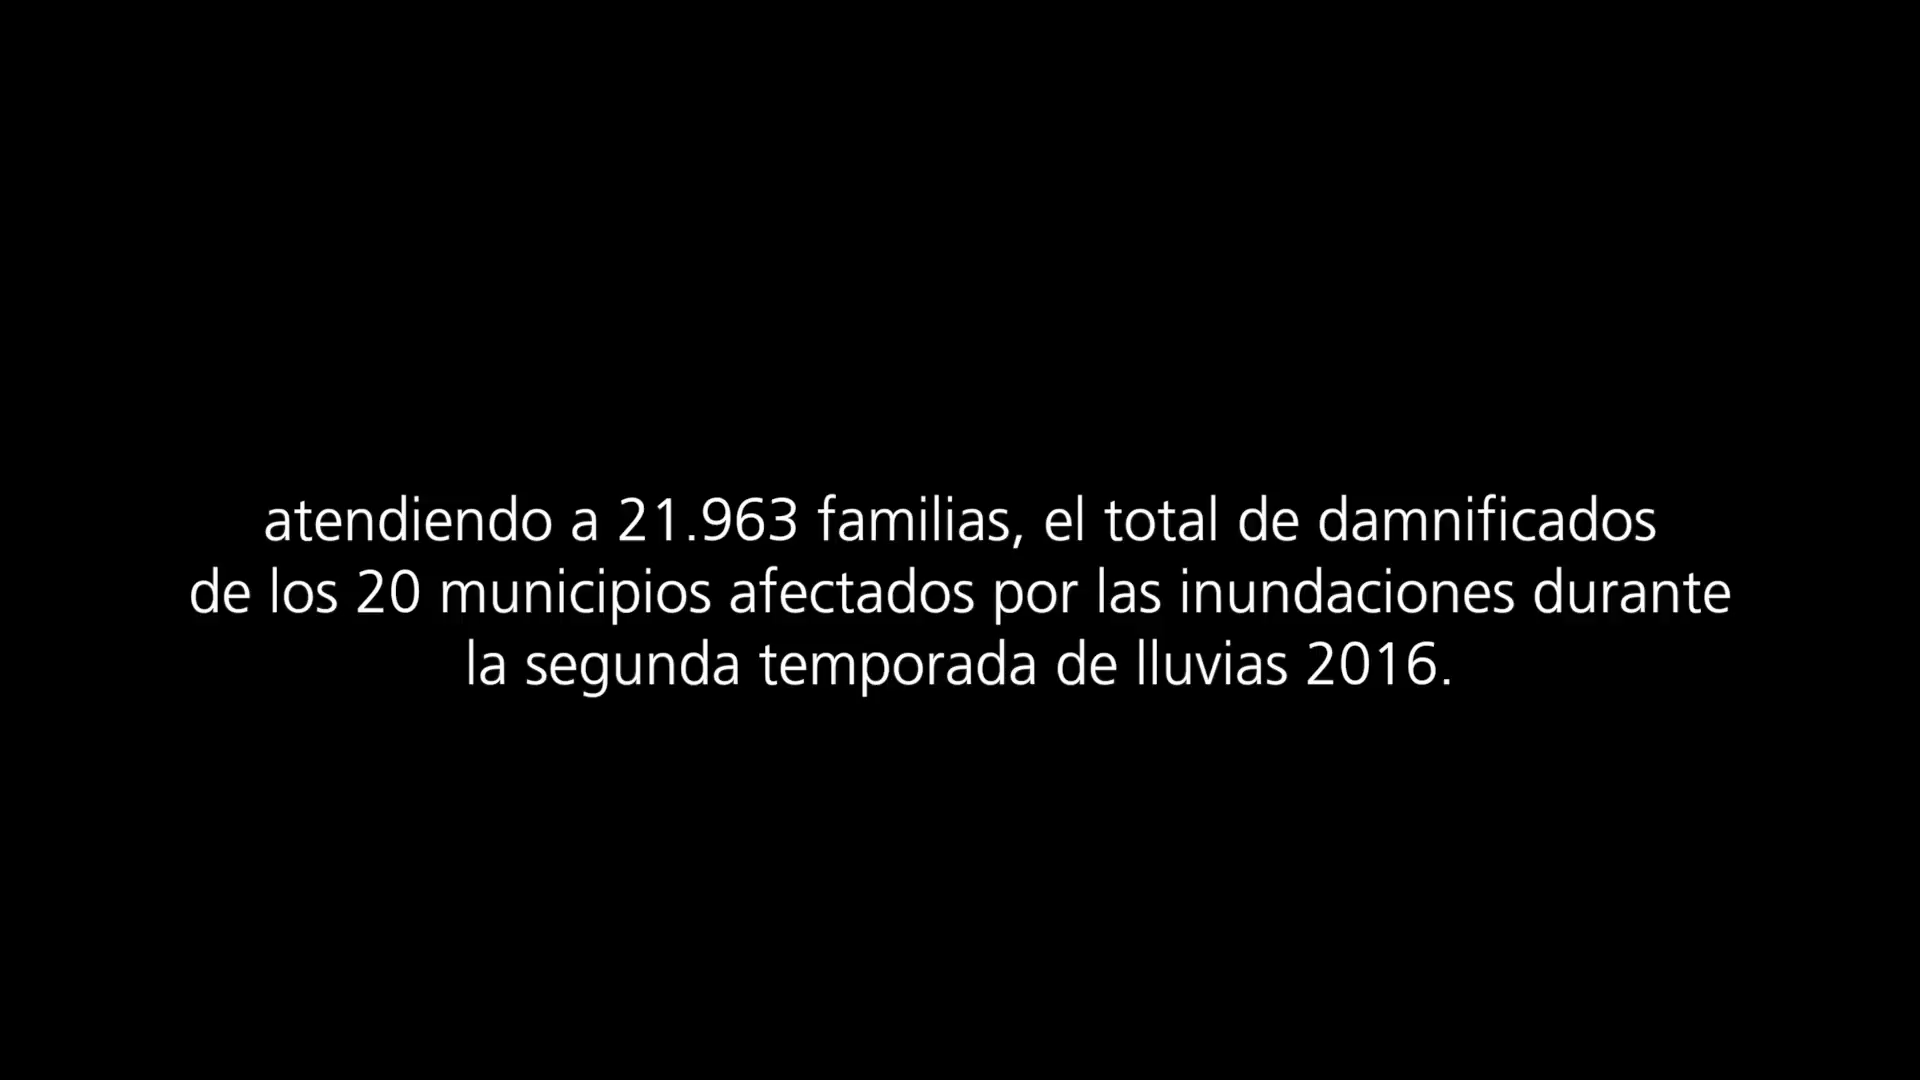 atendiendo a 21.963 familias, el total de damnificados
de los 20 municipios afectados por las inundaciones durante
la segunda temporada de lluvias 2016.